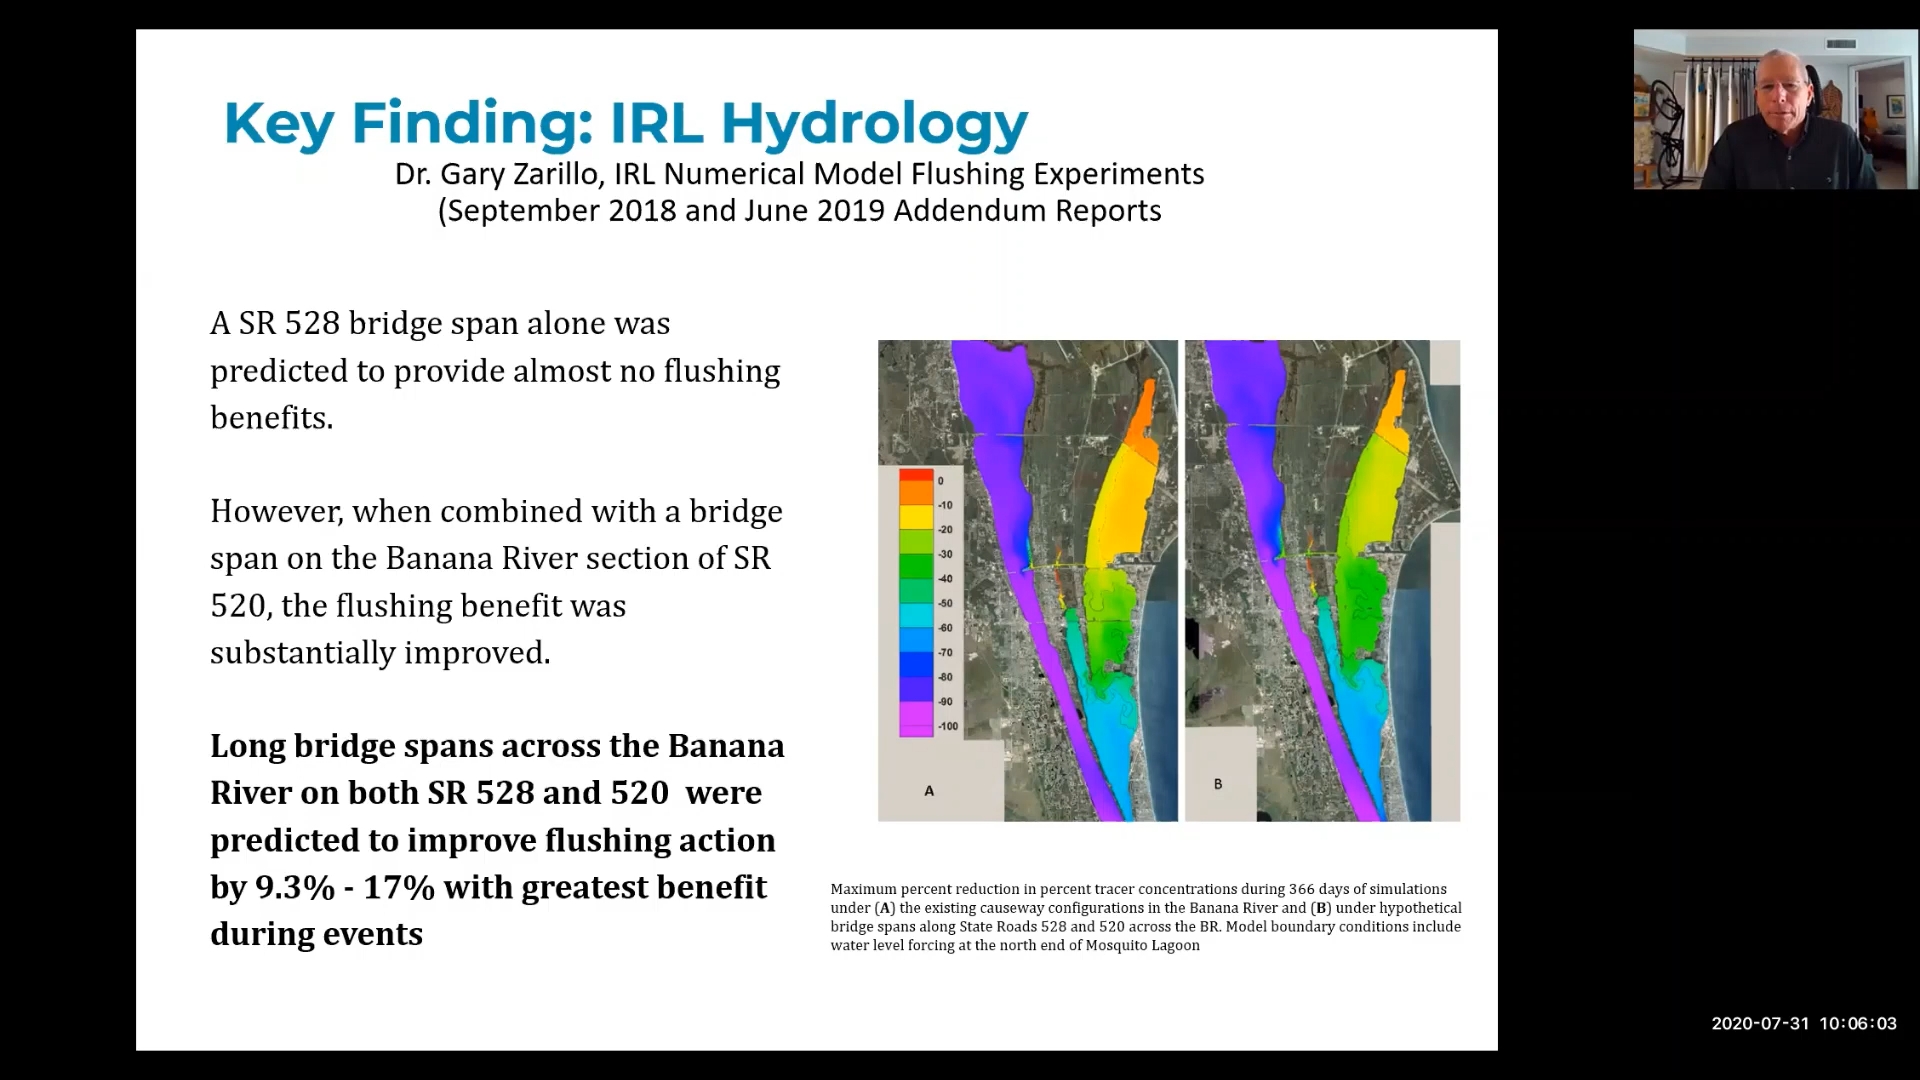 Key Finding: IRL Hydrology
Dr. Gary Zarillo, IRL Numerical Model Flushing Experiments
(September 2018 and June 2019 Addendum Reports
A SR 528 bridge span alone was
predicted to provide almost no flushing
benefits.
However, when combined with a bridge
span on the Banana River section of SR
520, the flushing benefit was
substantially improved.
Long bridge spans across the Banana
River on both SR 528 and 520 were
predicted to improve flushing action
by 9.3% - 17% with greatest benefit
during events
0
-10
-20
-30
-40
-50
-60
-70
-80
-90
-100
A
B
Maximum percent reduction in percent tracer concentrations during 366 days of simulations
under (A) the existing causeway configurations in the Banana River and (B) under hypothetical
bridge spans along State Roads 528 and 520 across the BR. Model boundary conditions include
water level forcing at the north end of Mosquito Lagoon
2020-07-31 10:06:03